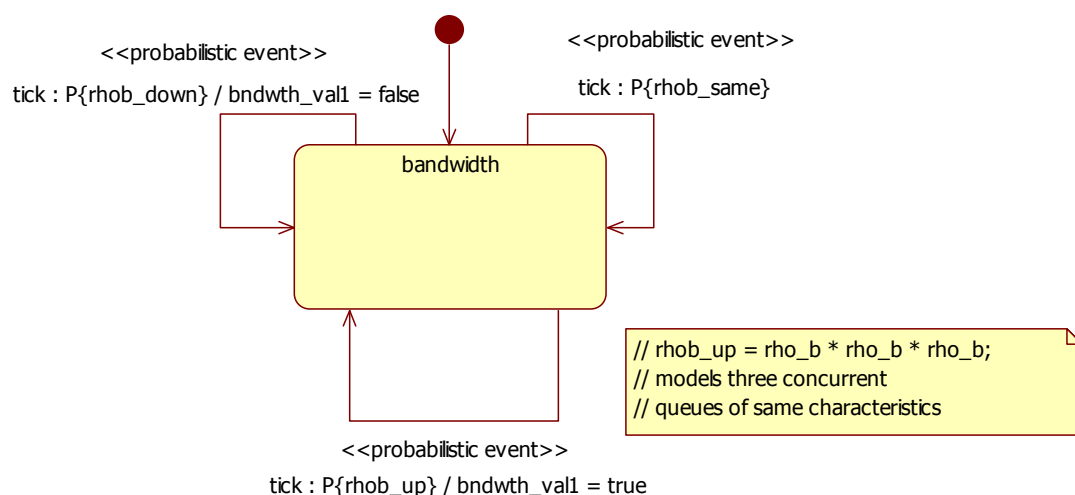 <<probabilistic event>>
tick : P{rhob_down} / bndwth_val1 = false
<<probabilistic event>>
tick : P{rhob_same}
bandwidth
// rhob_up = rho_b * rho_b * rho_b;
// models three concurrent
// queues of same characteristics
<<probabilistic event>>
tick : P{rhob_up} / bndwth_val1 = true